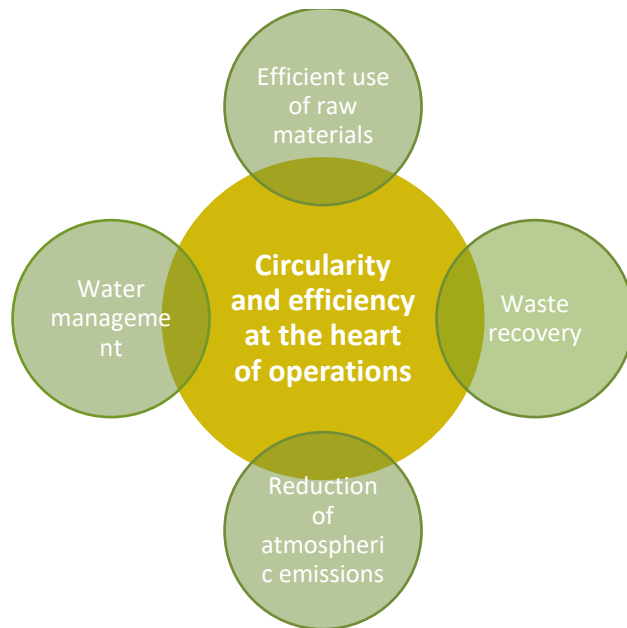 Efficient use
of raw
materials
Circularity
and efficiency
at the heart
of operations
Water
manageme
nt
Waste
recovery
Reduction
of
atmospheri
c emissions